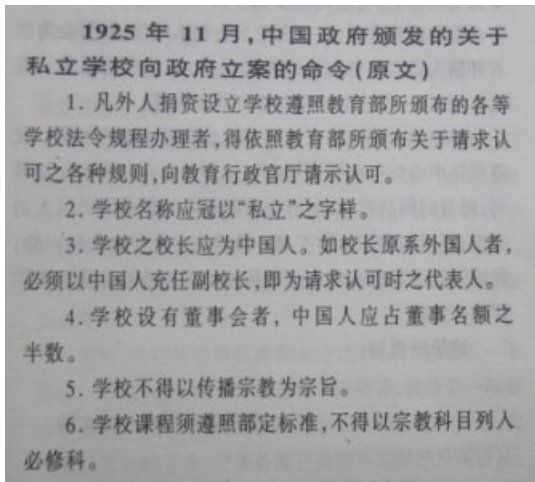 1925 年 11 月,中国政府颁发的关于
私立学校向政府立案的命令(原文)
1. 凡外人捐资设立学校遵照教育部所颁布的各等
学校法令规程办理者,得依照教育部所颁布关于请求认
可之各种规则,向教育行政官厅请示认可。
2. 学校名称应冠以“私立”之字样。
3. 学校之校长应为中国人。如校长原系外国人者,
必须以中国人充任副校长,即为请求认可时之代表人。
4. 学校设有董事会者, 中国人应占董事名额之
半数。
5. 学校不得以传播宗教为宗旨。
6. 学校课程须遵照部定标准,不得以宗教科目列入
必修科。